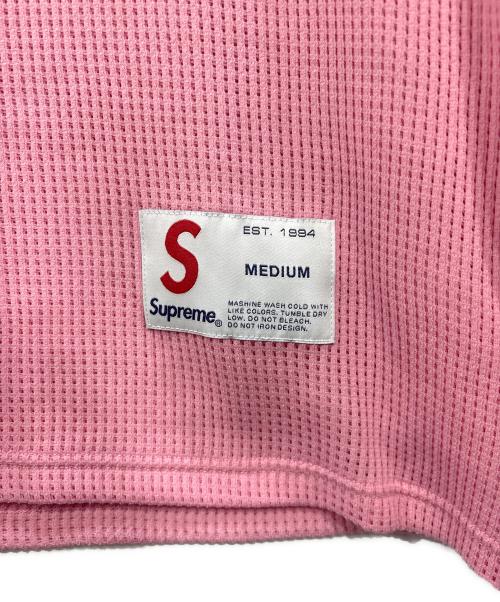 S
Supreme®
EST. 1994
MEDIUM
MASHINE WASH COLD WITH
LIKE COLORS. TUMBLE DRY
LOW. DO NOT BLEACH.
DO NOT IRON DESIGN.